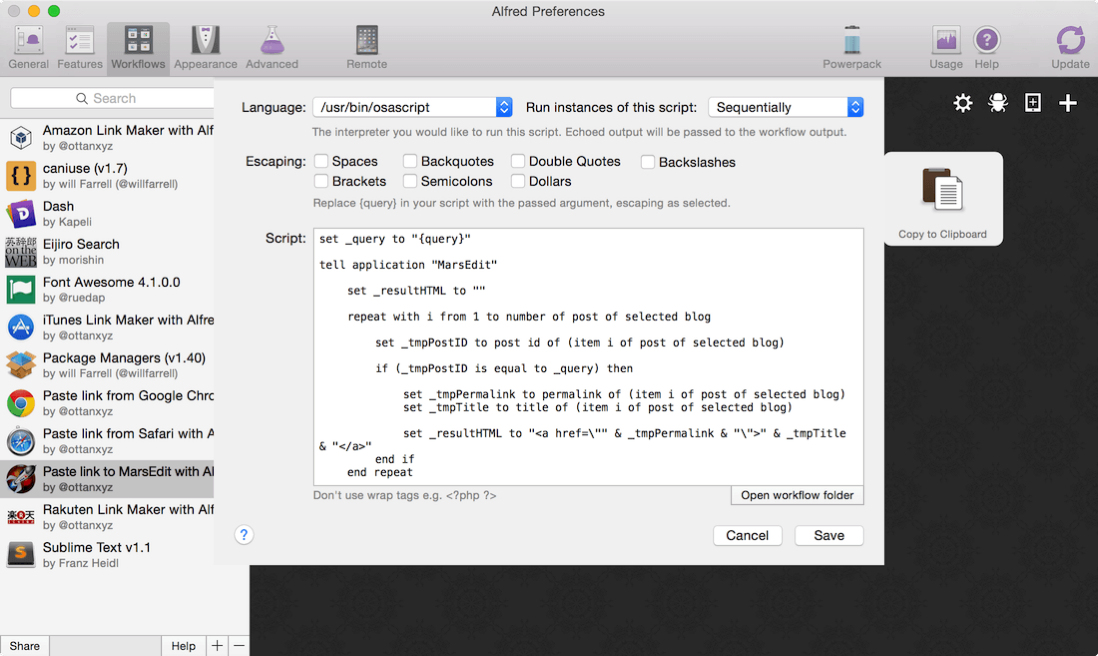 Alfred Preferences
General
Features
Workflows
Appearance
Advanced
Remote
Powerpack
Usage
Help
Update
Search
Amazon Link Maker with Alf
by @ottanxyz
caniuse (v1.7)
by will Farrell (@willfarrell)
Dash
by Kapeli
英辞郎
on the
WEB
Eijiro Search
by morishin
Font Awesome 4.1.0.0
by @ruedap
iTunes Link Maker with Alfre
by @ottanxyz
Package Managers (v1.40)
by will Farrell (@willfarrell)
Paste link from Google Chro
by @ottanxyz
Paste link from Safari with A
by @ottanxyz
Paste link to MarsEdit with Al
by @ottanxyz
楽天
Rakuten Link Maker with Alf
by @ottanxyz
Sublime Text v1.1
by Franz Heidl
Share
Help
Language: /usr/bin/osascript Run instances of this script: Sequentially
The interpreter you would like to run this script. Echoed output will be passed to the workflow output.
Escaping: Spaces Backquotes Double Quotes Backslashes
Brackets Semicolons Dollars
Replace {query} in your script with the passed argument, escaping as selected.
Script:
set _query to "{query}"
tell application "MarsEdit"
set _resultHTML to ""
repeat with i from 1 to number of post of selected blog
set _tmpPostID to post id of (item i of post of selected blog)
if (_tmpPostID is equal to _query) then
set _tmpPermalink to permalink of (item i of post of selected blog)
set _tmpTitle to title of (item i of post of selected blog)
set _resultHTML to "<a href=\"" & _tmpPermalink & "\">" & _tmpTitle
& "</a>"
end if
end repeat
Don't use wrap tags e.g. <?php ?>
Open workflow folder
?
Cancel
Save
Copy to Clipboard